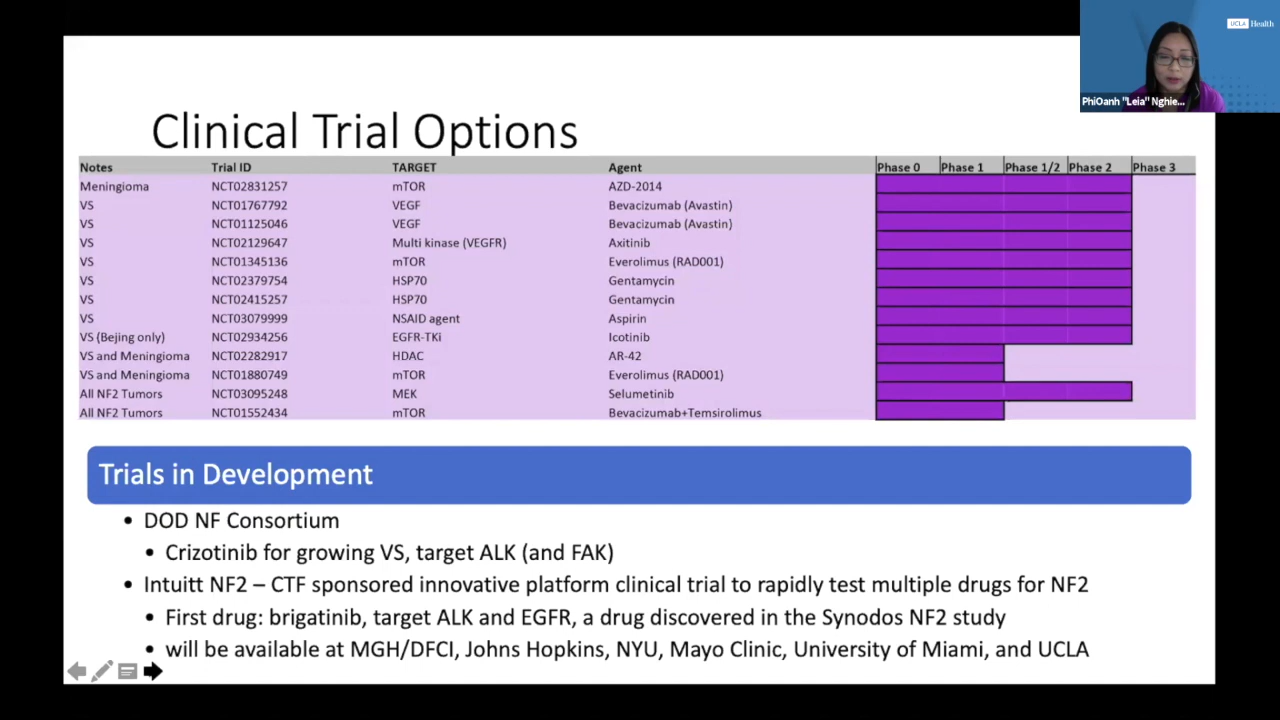 UCLA Health
PhiOanh "Leia" Nghie...
Clinical Trial Options
Notes Trial ID TARGET Agent Phase 0 Phase 1 Phase 1/2 Phase 2 Phase 3
Meningioma NCT02831257 mTOR AZD-2014
VS NCT01767792 VEGF Bevacizumab (Avastin)
VS NCT01125046 VEGF Bevacizumab (Avastin)
VS NCT02129647 Multi kinase (VEGFR) Axitinib
VS NCT01345136 mTOR Everolimus (RAD001)
VS NCT02379754 HSP70 Gentamycin
VS NCT02415257 HSP70 Gentamycin
VS NCT03079999 NSAID agent Aspirin
VS (Bejing only) NCT02934256 EGFR-TKi Icotinib
VS and Meningioma NCT02282917 HDAC AR-42
VS and Meningioma NCT01880749 mTOR Everolimus (RAD001)
All NF2 Tumors NCT03095248 MEK Selumetinib
All NF2 Tumors NCT01552434 mTOR Bevacizumab+Temsirolimus
Trials in Development
• DOD NF Consortium
• Crizotinib for growing VS, target ALK (and FAK)
• Intuitt NF2 – CTF sponsored innovative platform clinical trial to rapidly test multiple drugs for NF2
• First drug: brigatinib, target ALK and EGFR, a drug discovered in the Synodos NF2 study
• will be available at MGH/DFCI, Johns Hopkins, NYU, Mayo Clinic, University of Miami, and UCLA